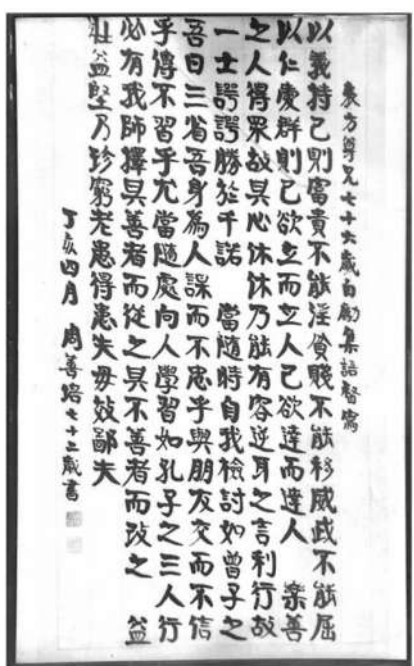 表方尊兄七十六歲自勵集語督寫
以義持己則富貴不能淫貧賤不能移威武不能屈
以仁處群則己欲立而立人己欲達而達人 樂善
之人得眾故其心休休乃能有容逆耳之言利行故
一士諤諤勝於千諾 當隨時自我檢討如曾子之
吾日三省吾身為人謀而不忠乎與朋友交而不信
乎傳不習乎尤當隨處向人學習如孔子之三人行
必有我師擇其善者而從之其不善者而改之 益
壯益堅乃珍窮老患得患失毋效鄙夫
丁亥四月 周善培七十二歲書